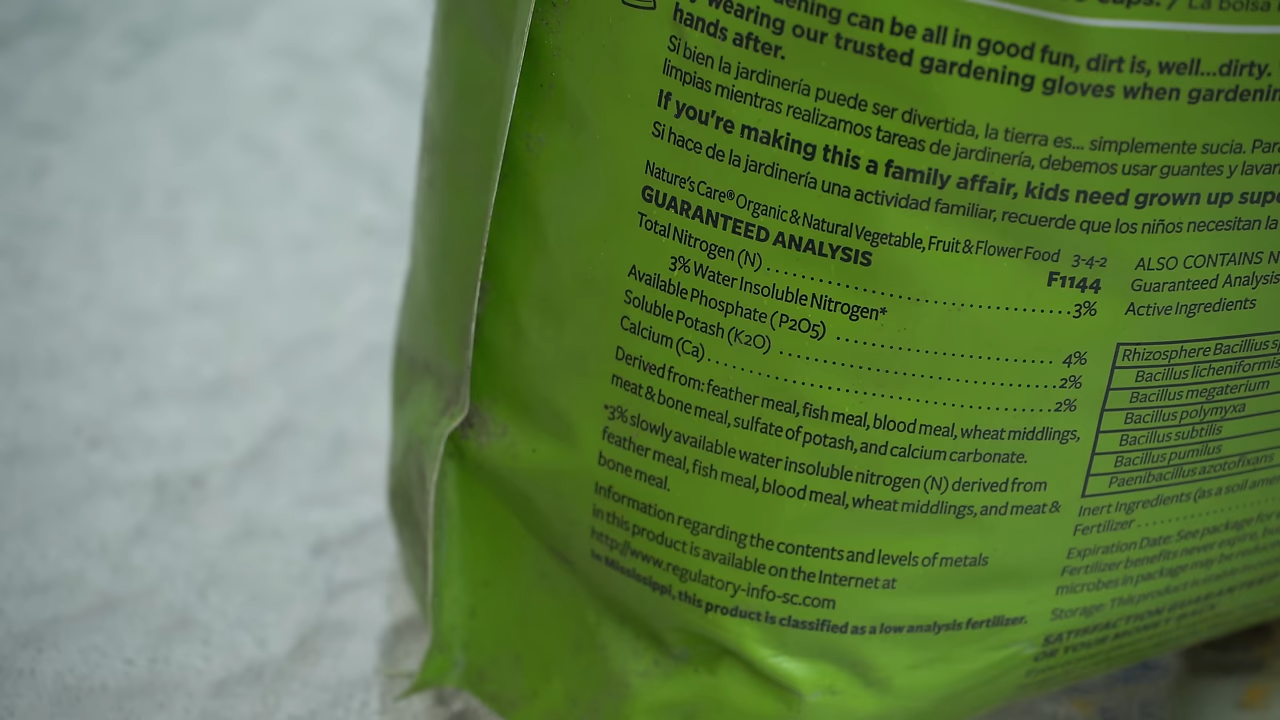 caps. / La bolsa
ening can be all in good fun, dirt is, well...dirty.
wearing our trusted gardening gloves when gardenin
hands after.
Si bien la jardinería puede ser divertida, la tierra es... simplemente sucia. Par
limpias mientras realizamos tareas de jardinería, debemos usar guantes y lavar
If you're making this a family affair, kids need grown up supe
Si hace de la jardinería una actividad familiar, recuerde que los niños necesitan la
Nature's Care® Organic & Natural Vegetable, Fruit & Flower Food 3-4-2
GUARANTEED ANALYSIS F1144
Total Nitrogen (N) ........................ 3%
3% Water Insoluble Nitrogen*
Available Phosphate (P2O5) ........................ 4%
Soluble Potash (K2O) ........................ 2%
Calcium (Ca) ........................ 2%
Derived from: feather meal, fish meal, blood meal, wheat middlings,
meat & bone meal, sulfate of potash, and calcium carbonate.
*3% slowly available water insoluble nitrogen (N) derived from
feather meal, fish meal, blood meal, wheat middlings, and meat &
bone meal.
Information regarding the contents and levels of metals
in this product is available on the Internet at
http://www.regulatory-info-sc.com
In Mississippi, this product is classified as a low analysis fertilizer.
ALSO CONTAINS N
Guaranteed Analysis
Active Ingredients
Rhizosphere Bacillus s
Bacillus licheniformis
Bacillus megaterium
Bacillus polymyxa
Bacillus subtilis
Bacillus pumilus
Paenibacillus azotofixans
Inert Ingredients (as a soil ame
Fertilizer ............
Expiration Date: See package for
Fertilizer benefits never expire, bu
microbes in package may be reduce
Storage: This product is
SATISFACTION GUARANTE
OR YOUR MONEY BACK